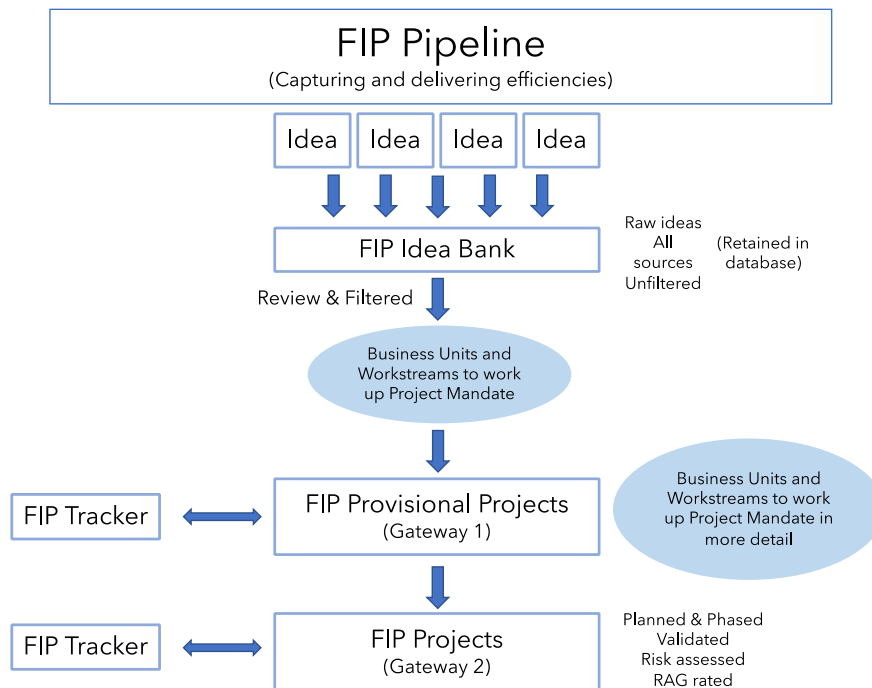 FIP Pipeline
(Capturing and delivering efficiencies)
Idea
Idea
Idea
Idea
FIP Idea Bank
Raw ideas
All
sources
Unfiltered
(Retained in
database)
Review & Filtered
Business Units and
Workstreams to work
up Project Mandate
FIP Tracker
FIP Provisional Projects
(Gateway 1)
Business Units and
Workstreams to work
up Project Mandate in
more detail
FIP Tracker
FIP Projects
(Gateway 2)
Planned & Phased
Validated
Risk assessed
RAG rated